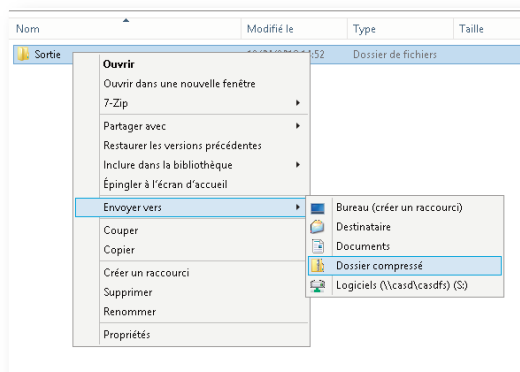 Nom Modifié le Type Taille
Sortie :52 Dossier de fichiers
Ouvrir
Ouvrir dans une nouvelle fenêtre
7-Zip
Partager avec
Restaurer les versions précédentes
Inclure dans la bibliothèque
Épingler à l'écran d'accueil
Envoyer vers
Couper
Copier
Créer un raccourci
Supprimer
Renommer
Propriétés
Bureau (créer un raccourci)
Destinataire
Documents
Dossier compressé
Logiciels (\\casd\casdfs) (S:)